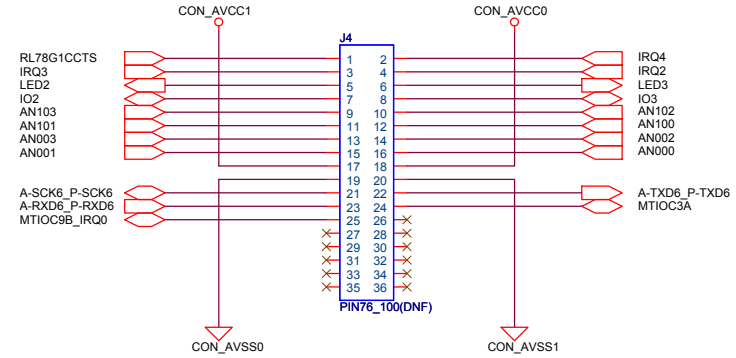 CON_AVCC1 CON_AVCC0
J4
RL78G1CCTS 1 2 IRQ4
IRQ3 3 4 IRQ2
LED2 5 6 LED3
IO2 7 8 IO3
AN103 9 10 AN102
AN101 11 12 AN100
AN003 13 14 AN002
AN001 15 16 AN000
17 18
19 20
A-SCK6_P-SCK6 21 22 A-TXD6_P-TXD6
A-RXD6_P-RXD6 23 24 MTIOC3A
MTIOC9B_IRQ0 25 26
27 28
29 30
31 32
33 34
35 36
PIN76_100(DNF)
CON_AVSS0 CON_AVSS1